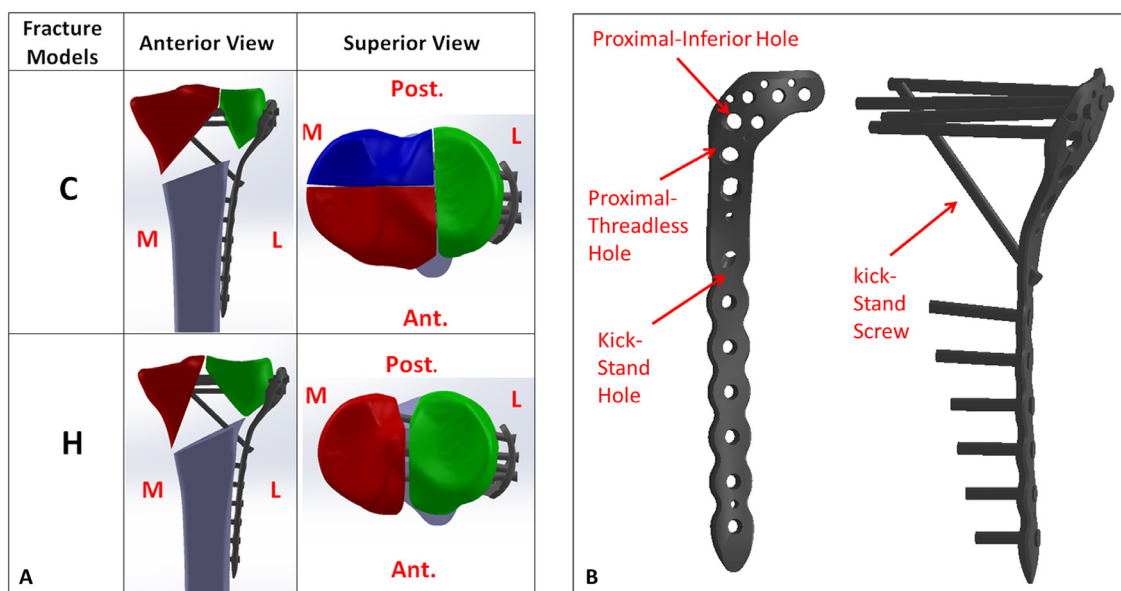 Fracture
Models
Anterior View
Superior View
C
M
L
Post.
M
L
Ant.
H
M
L
Post.
M
L
Ant.
A
Proximal-Inferior Hole
Proximal-
Threadless
Hole
Kick-
Stand
Hole
kick-
Stand
Screw
B